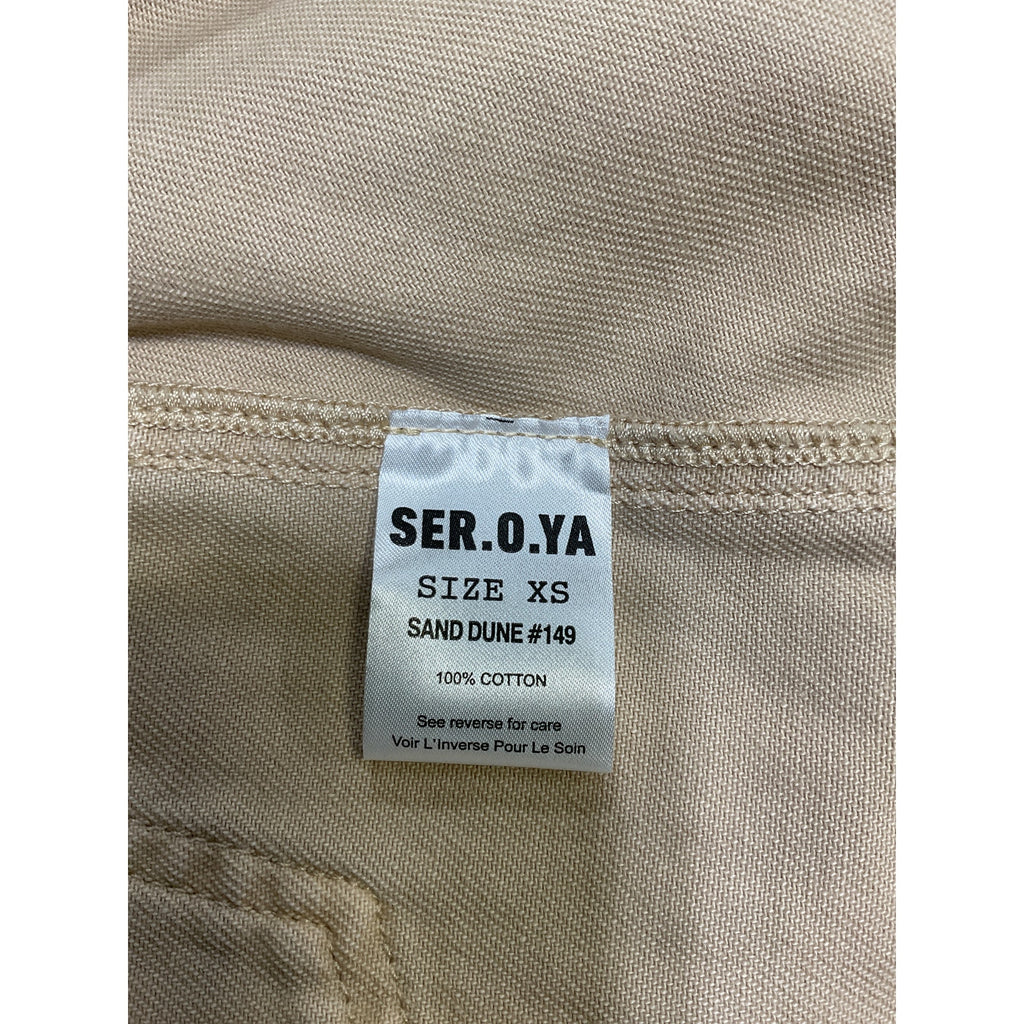 SER.O.YA
SIZE XS
SAND DUNE #149
100% COTTON
See reverse for care
Voir L'Inverse Pour Le Soin